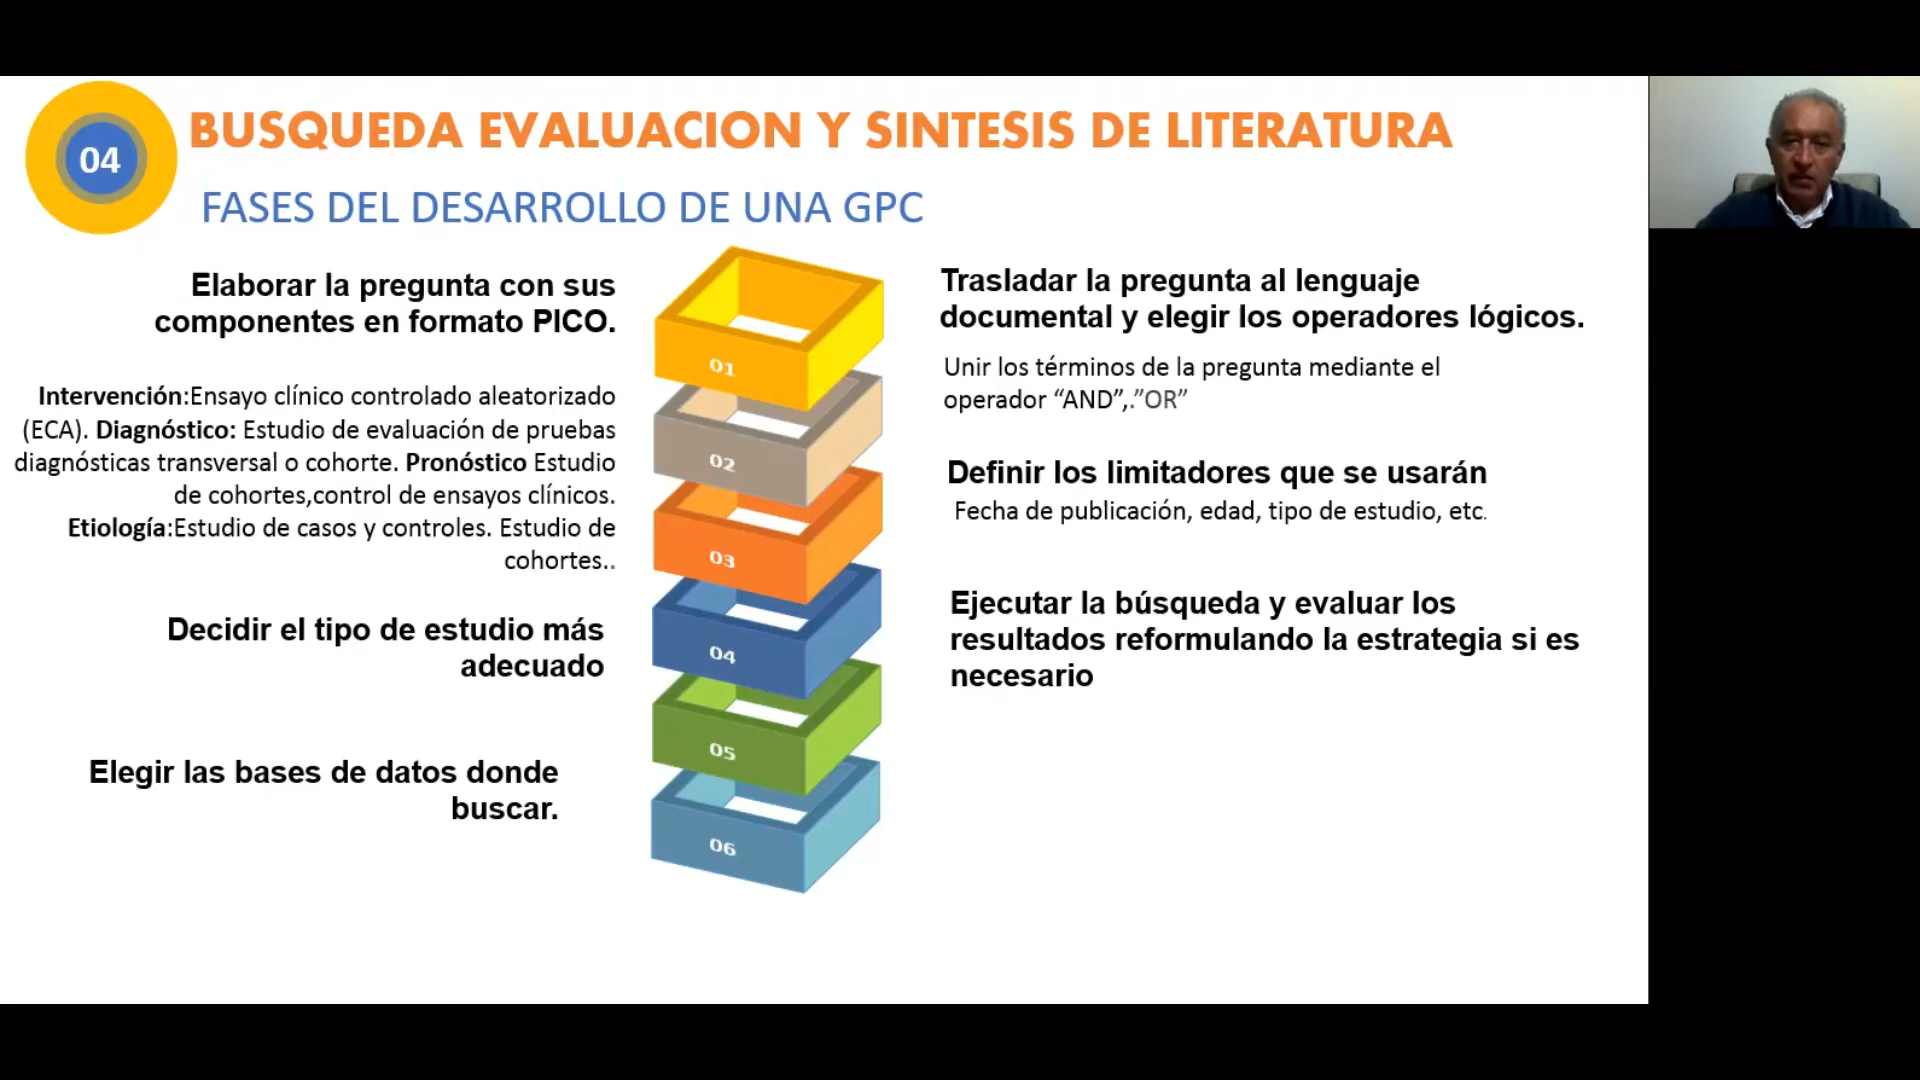 04
BUSQUEDA EVALUACION Y SINTESIS DE LITERATURA
FASES DEL DESARROLLO DE UNA GPC
Elaborar la pregunta con sus
componentes en formato PICO.
Intervención:Ensayo clínico controlado aleatorizado
(ECA). Diagnóstico: Estudio de evaluación de pruebas
diagnósticas transversal o cohorte. Pronóstico Estudio
de cohortes,control de ensayos clínicos.
Etiología:Estudio de casos y controles. Estudio de
cohortes..
Decidir el tipo de estudio más
adecuado
Elegir las bases de datos donde
buscar.
01
02
03
04
05
06
Trasladar la pregunta al lenguaje
documental y elegir los operadores lógicos.
Unir los términos de la pregunta mediante el
operador “AND”,.”OR”
Definir los limitadores que se usarán
Fecha de publicación, edad, tipo de estudio, etc.
Ejecutar la búsqueda y evaluar los
resultados reformulando la estrategia si es
necesario